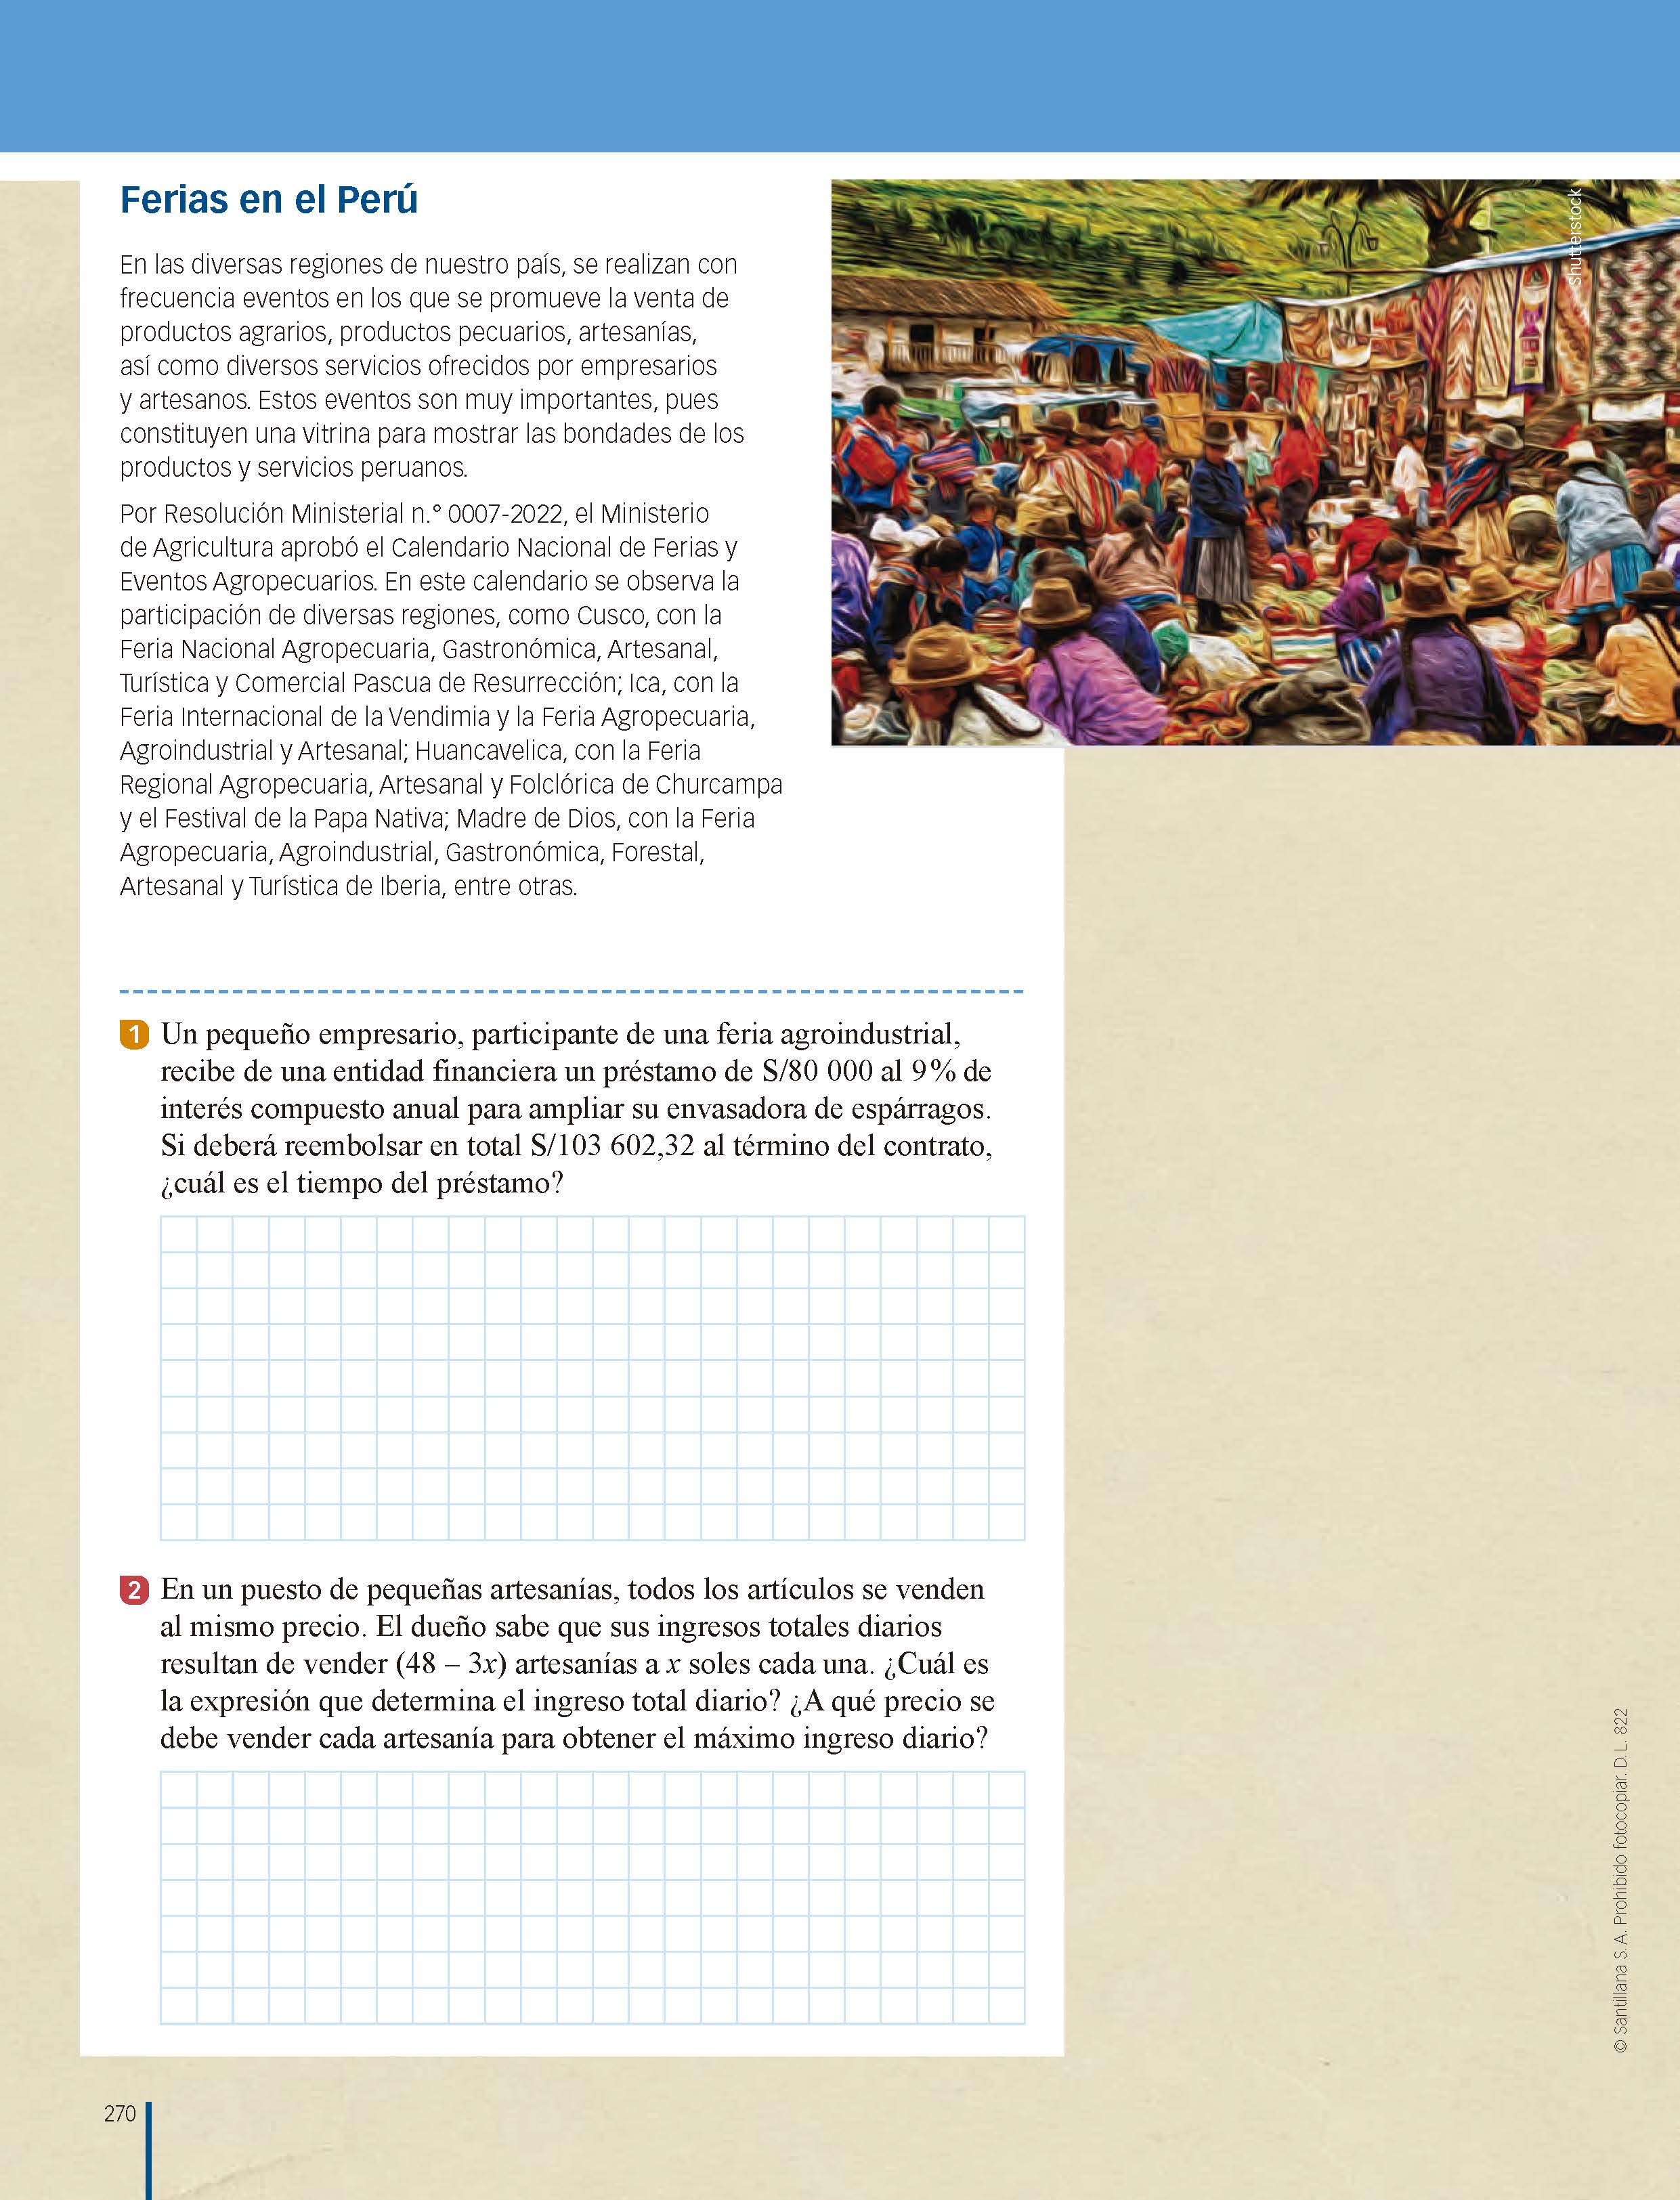 Ferias en el Perú
En las diversas regiones de nuestro país, se realizan con
frecuencia eventos en los que se promueve la venta de
productos agrarios, productos pecuarios, artesanías,
así como diversos servicios ofrecidos por empresarios
y artesanos. Estos eventos son muy importantes, pues
constituyen una vitrina para mostrar las bondades de los
productos y servicios peruanos.
Por Resolución Ministerial n.° 0007-2022, el Ministerio
de Agricultura aprobó el Calendario Nacional de Ferias y
Eventos Agropecuarios. En este calendario se observa la
participación de diversas regiones, como Cusco, con la
Feria Nacional Agropecuaria, Gastronómica, Artesanal,
Turística y Comercial Pascua de Resurrección; Ica, con la
Feria Internacional de la Vendimia y la Feria Agropecuaria,
Agroindustrial y Artesanal; Huancavelica, con la Feria
Regional Agropecuaria, Artesanal y Folclórica de Churcampa
y el Festival de la Papa Nativa; Madre de Dios, con la Feria
Agropecuaria, Agroindustrial, Gastronómica, Forestal,
Artesanal y Turística de Iberia, entre otras.
Shutterstock
1 Un pequeño empresario, participante de una feria agroindustrial,
recibe de una entidad financiera un préstamo de S/80 000 al 9% de
interés compuesto anual para ampliar su envasadora de espárragos.
Si deberá reembolsar en total S/103 602,32 al término del contrato,
¿cuál es el tiempo del préstamo?
2 En un puesto de pequeñas artesanías, todos los artículos se venden
al mismo precio. El dueño sabe que sus ingresos totales diarios
resultan de vender (48 – 3x) artesanías a x soles cada una. ¿Cuál es
la expresión que determina el ingreso total diario? ¿A qué precio se
debe vender cada artesanía para obtener el máximo ingreso diario?
© Santillana S. A. Prohibido fotocopiar. D. L. 822
270